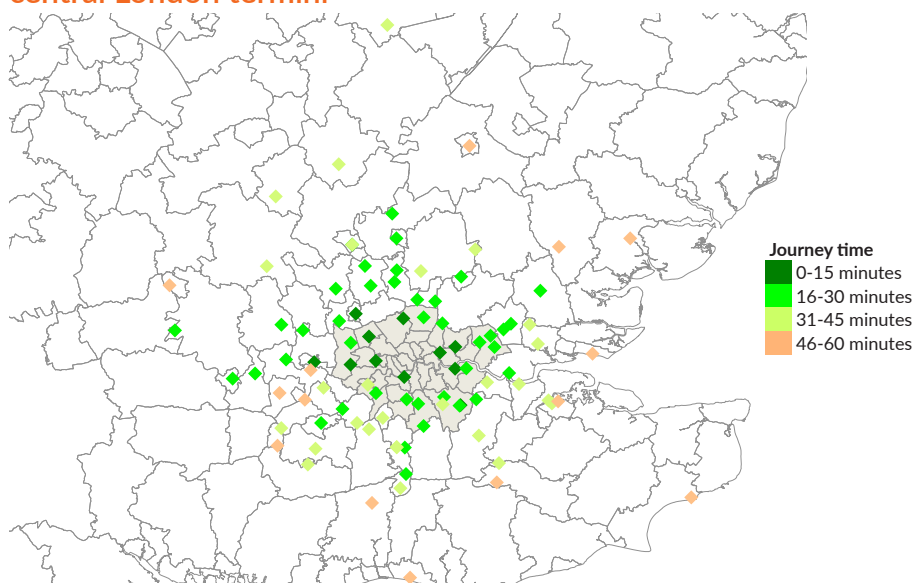 central London termini
Journey time
0-15 minutes
16-30 minutes
31-45 minutes
46-60 minutes